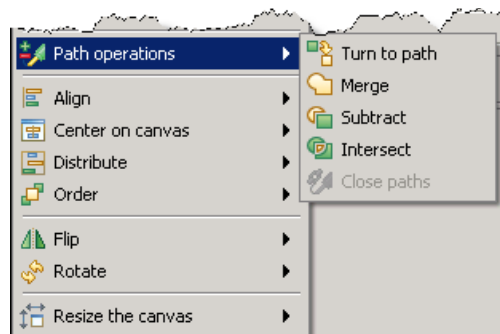 Path operations
Align
Center on canvas
Distribute
Order
Flip
Rotate
Resize the canvas
Turn to path
Merge
Subtract
Intersect
Close paths